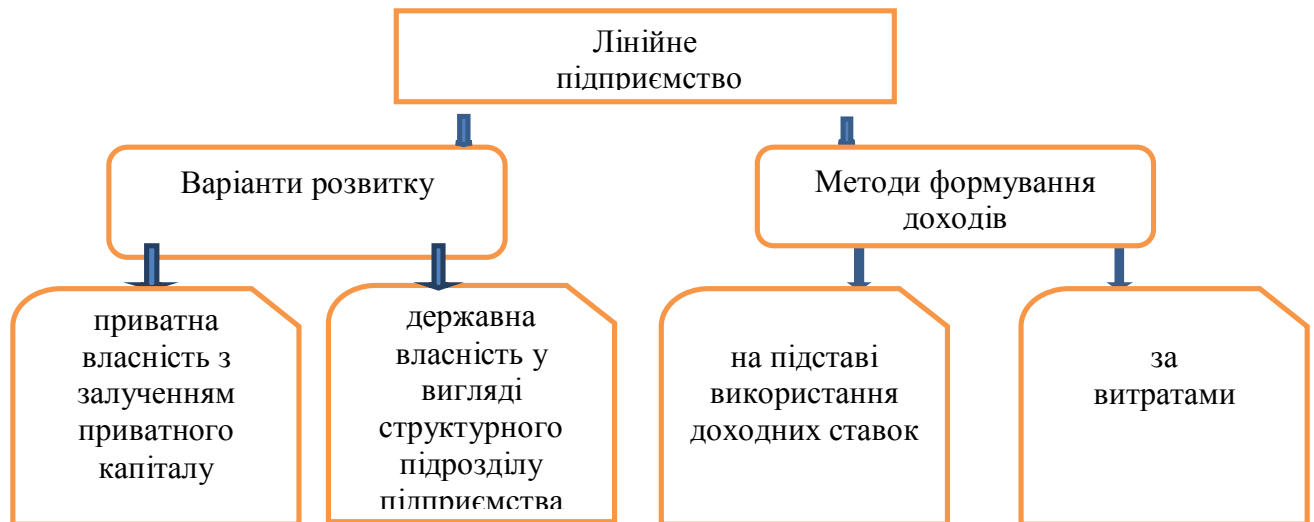 Лінійне
підприємство
Варіанти розвитку
Методи формування
доходів
приватна
власність з
залученням
приватного
капіталу
державна
власність у
вигляді
структурного
підрозділу
підприємства
на підставі
використання
доходних ставок
за
витратами